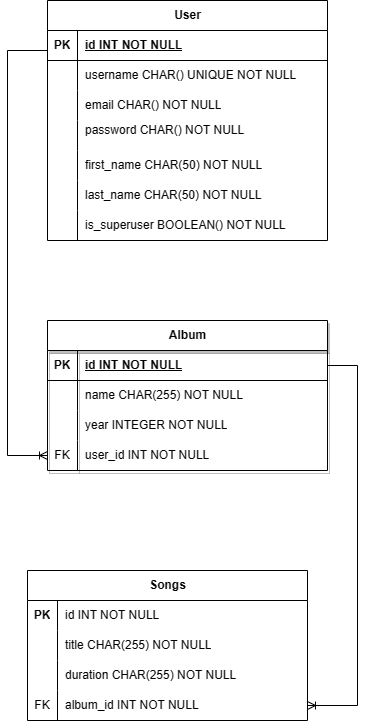 User
PK id INT NOT NULL
username CHAR() UNIQUE NOT NULL
email CHAR() NOT NULL
password CHAR() NOT NULL
first_name CHAR(50) NOT NULL
last_name CHAR(50) NOT NULL
is_superuser BOOLEAN() NOT NULL
Album
PK id INT NOT NULL
name CHAR(255) NOT NULL
year INTEGER NOT NULL
FK user_id INT NOT NULL
Songs
PK id INT NOT NULL
title CHAR(255) NOT NULL
duration CHAR(255) NOT NULL
FK album_id INT NOT NULL